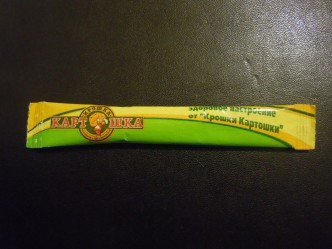 КРОШКА
КАРТОШКА
Здоровое настроение
от "Крошки Картошки"